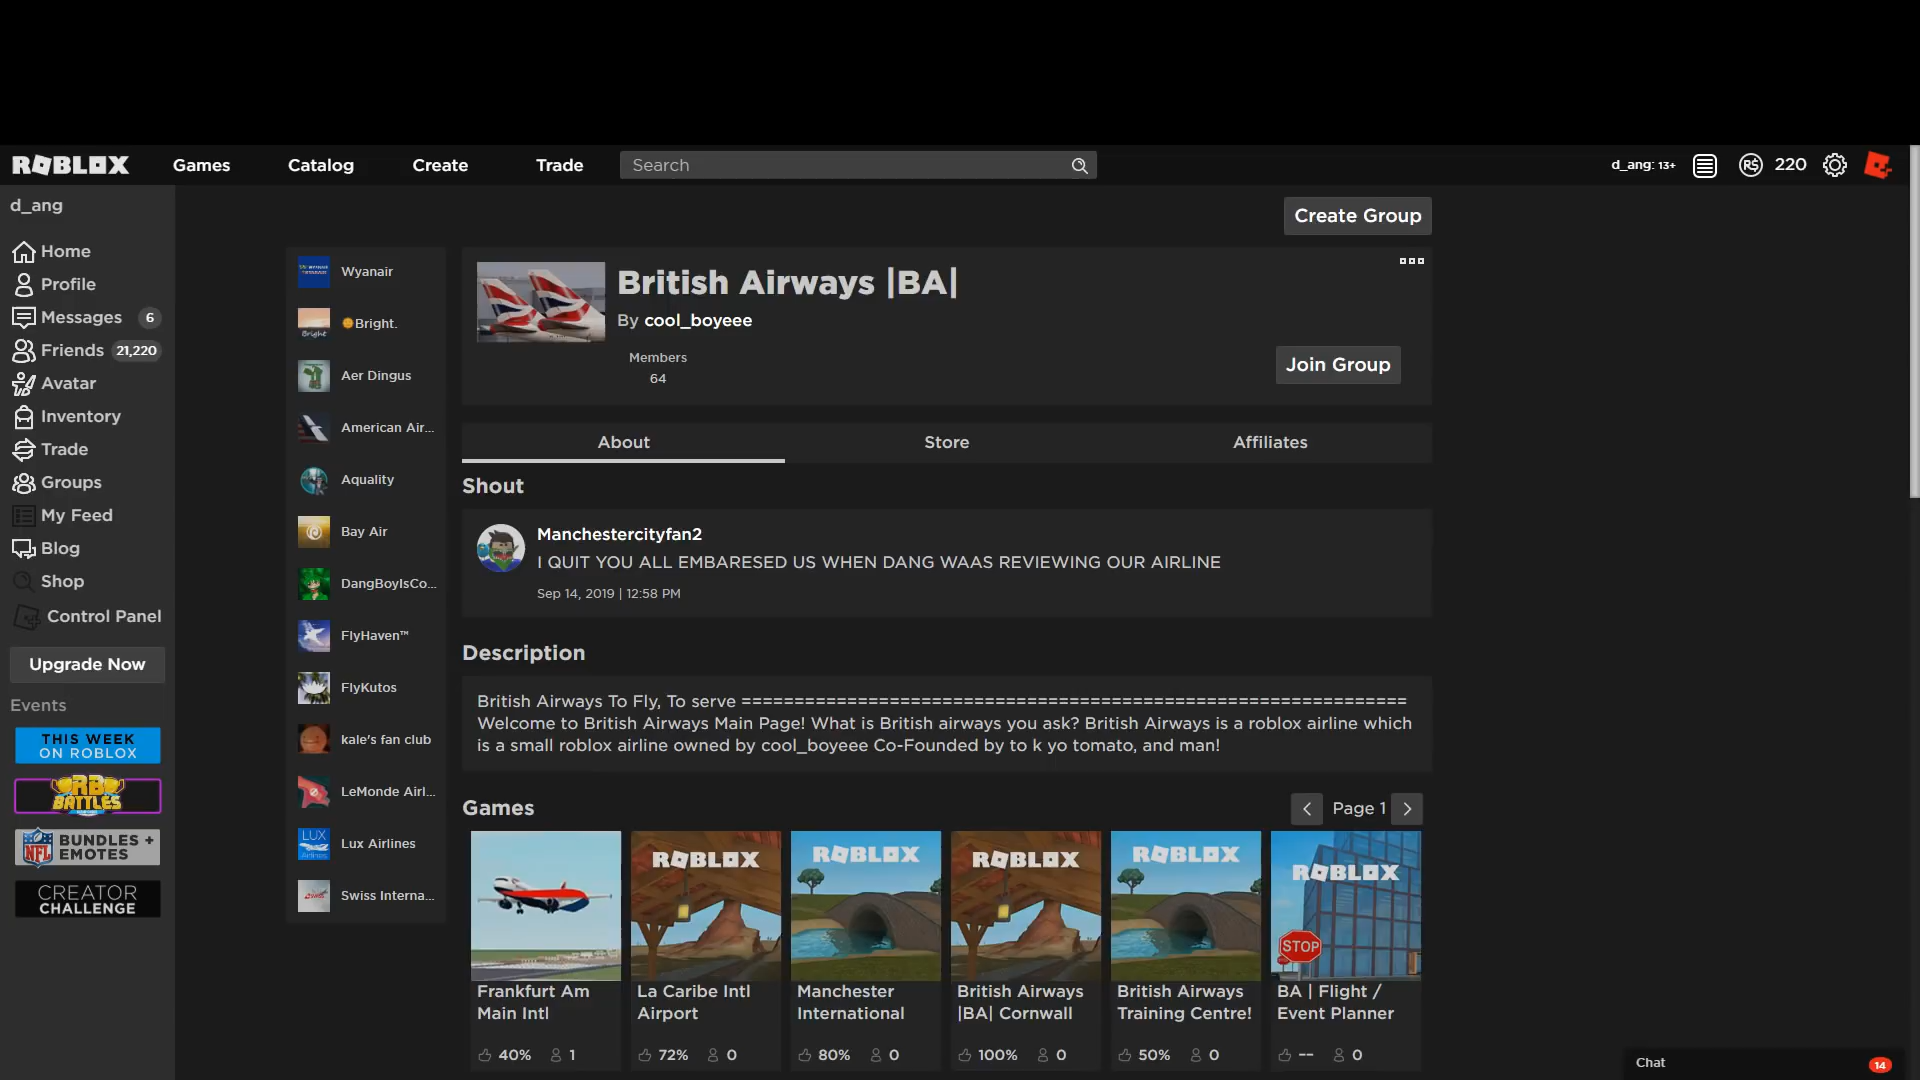 ROBLOX
Games
Catalog
Create
Trade
Search
d_ang: 13+
220
d_ang
Home
Profile
Messages 6
Friends 21,220
Avatar
Inventory
Trade
Groups
My Feed
Blog
Shop
Control Panel
Upgrade Now
Events
THIS WEEK
ON ROBLOX
RB
BATTLES
NFL
BUNDLES +
EMOTES
CREATOR
CHALLENGE
Create Group
Wyanair
Bright.
Bright
Aer Dingus
American Air...
Aquality
Bay Air
DangBoyIsCo...
FlyHaven™
FlyKutos
kale's fan club
LeMonde Airl...
LUX
Airlines
Lux Airlines
Swiss Interna...
British Airways |BA|
By cool_boyeee
Members
64
Join Group
About
Store
Affiliates
Shout
Manchestercityfan2
I QUIT YOU ALL EMBARESED US WHEN DANG WAAS REVIEWING OUR AIRLINE
Sep 14, 2019 | 12:58 PM
Description
British Airways To Fly, To serve ===============================================================
Welcome to British Airways Main Page! What is British airways you ask? British Airways is a roblox airline which
is a small roblox airline owned by cool_boyeee Co-Founded by to k yo tomato, and man!
Games
Page 1
Frankfurt Am
Main Intl
40% 1
ROBLOX
La Caribe Intl
Airport
72% 0
ROBLOX
Manchester
International
80% 0
ROBLOX
British Airways
|BA| Cornwall
100% 0
ROBLOX
British Airways
Training Centre!
50% 0
ROBLOX
STOP
BA | Flight /
Event Planner
-- 0
Chat
14